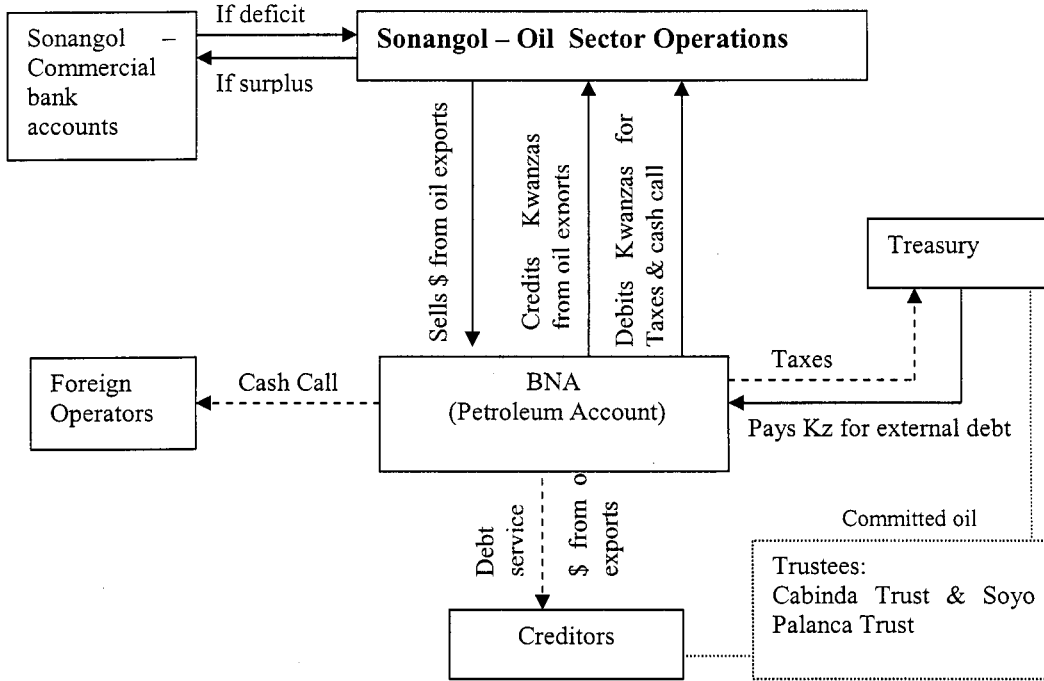 If deficit
Sonangol –
Commercial
bank
accounts
Sonangol – Oil Sector Operations
If surplus
Sells $ from oil exports
Credits Kwanzas
from oil exports
Debits Kwanzas for
Taxes & cash call
Treasury
Foreign
Operators
Cash Call
BNA
(Petroleum Account)
Taxes
Pays Kz for external debt
Debt
service
$ from o
exports
Committed oil
Trustees:
Cabinda Trust & Soyo
Palanca Trust
Creditors